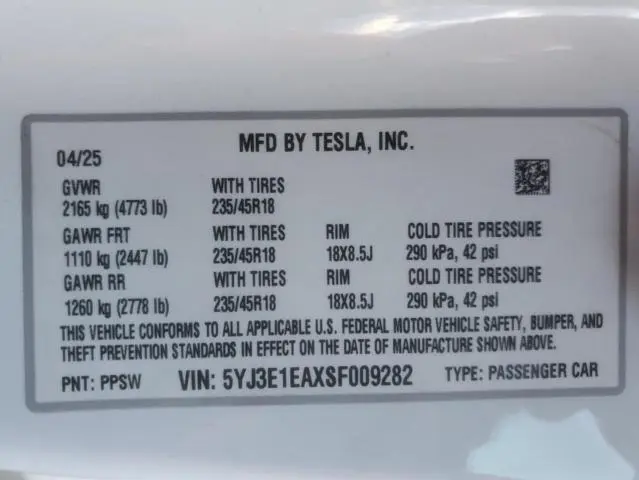 MFD BY TESLA, INC.
04/25
GVWR WITH TIRES
2165 kg (4773 lb) 235/45R18
GAWR FRT WITH TIRES RIM COLD TIRE PRESSURE
1110 kg (2447 lb) 235/45R18 18X8.5J 290 kPa, 42 psi
GAWR RR WITH TIRES RIM COLD TIRE PRESSURE
1260 kg (2778 lb) 235/45R18 18X8.5J 290 kPa, 42 psi
THIS VEHICLE CONFORMS TO ALL APPLICABLE U.S. FEDERAL MOTOR VEHICLE SAFETY, BUMPER, AND
THEFT PREVENTION STANDARDS IN EFFECT ON THE DATE OF MANUFACTURE SHOWN ABOVE.
PNT: PPSW VIN: 5YJ3E1EAXSF009282 TYPE: PASSENGER CAR